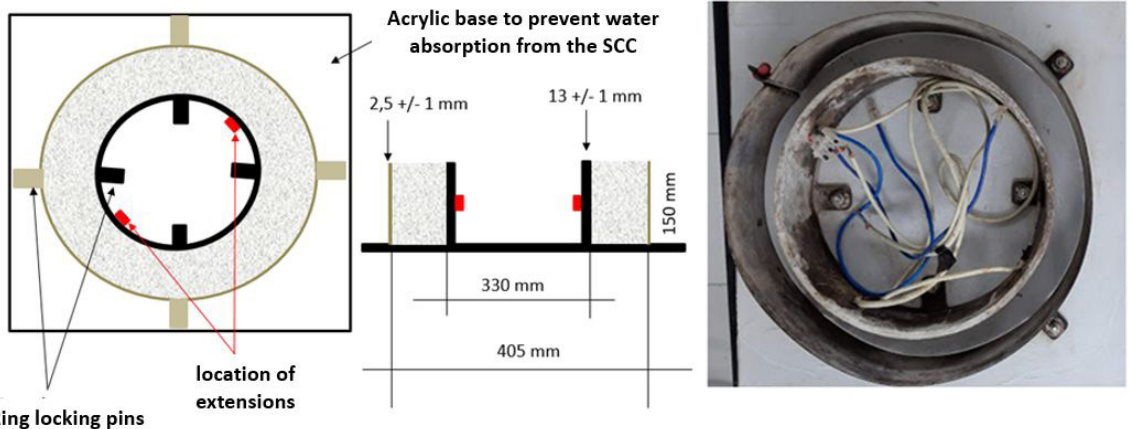 Acrylic base to prevent water
absorption from the SCC
2,5 +/- 1 mm
13 +/- 1 mm
150 mm
330 mm
405 mm
location of
extensions
locking pins